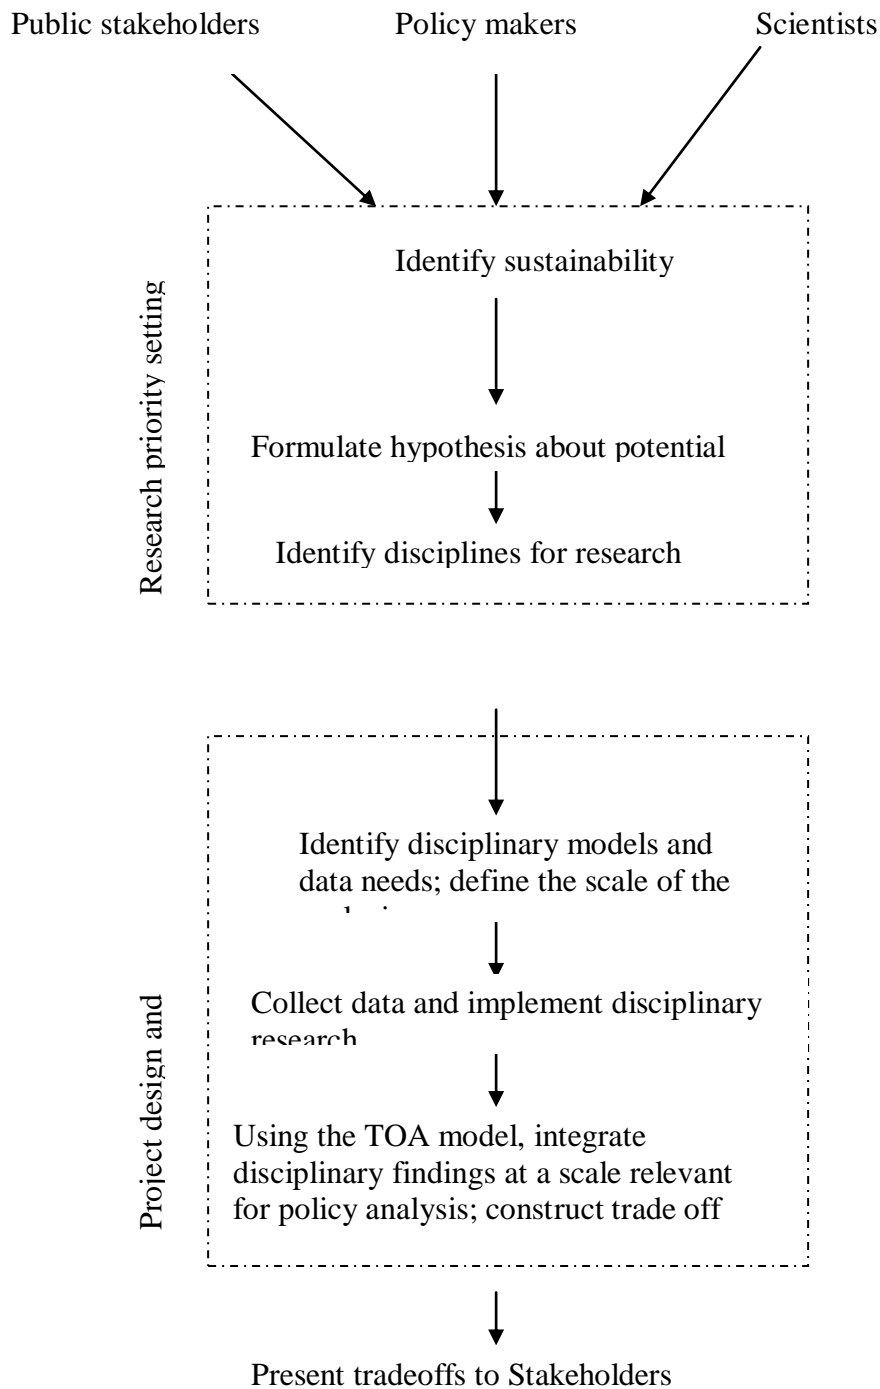 Public stakeholders
Policy makers
Scientists
Research priority setting
Identify sustainability
Formulate hypothesis about potential
Identify disciplines for research
Project design and
Identify disciplinary models and
data needs; define the scale of the
Collect data and implement disciplinary
research
Using the TOA model, integrate
disciplinary findings at a scale relevant
for policy analysis; construct trade off
Present tradeoffs to Stakeholders